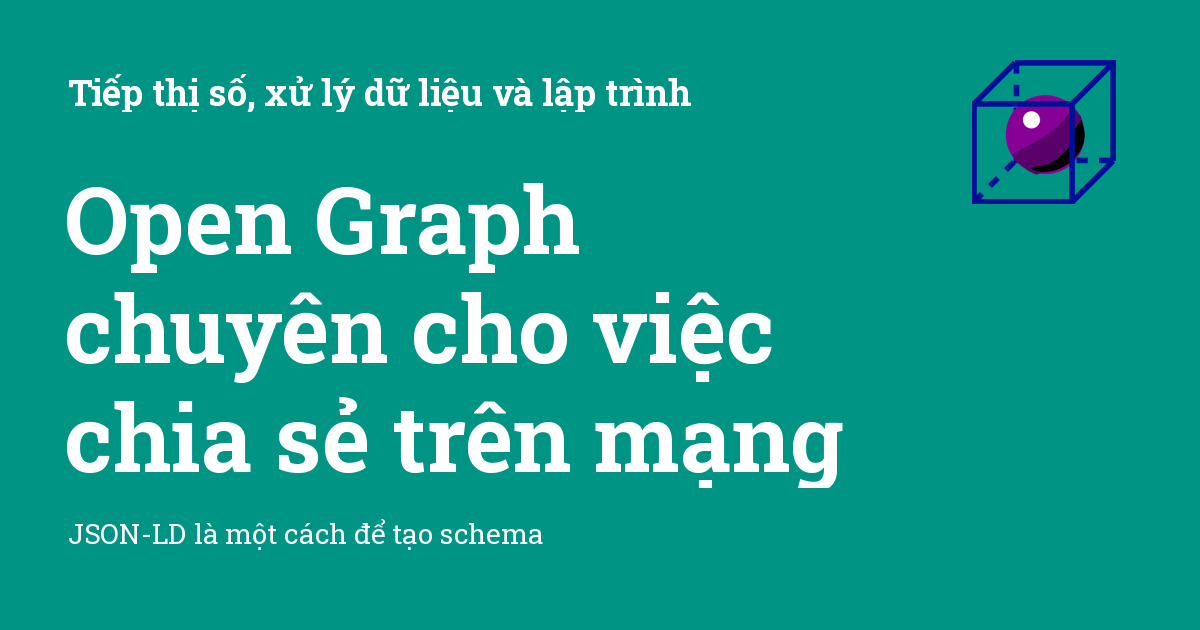 Tiếp thị số, xử lý dữ liệu và lập trình
Open Graph
chuyên cho việc
chia sẻ trên mạng
JSON-LD là một cách để tạo schema